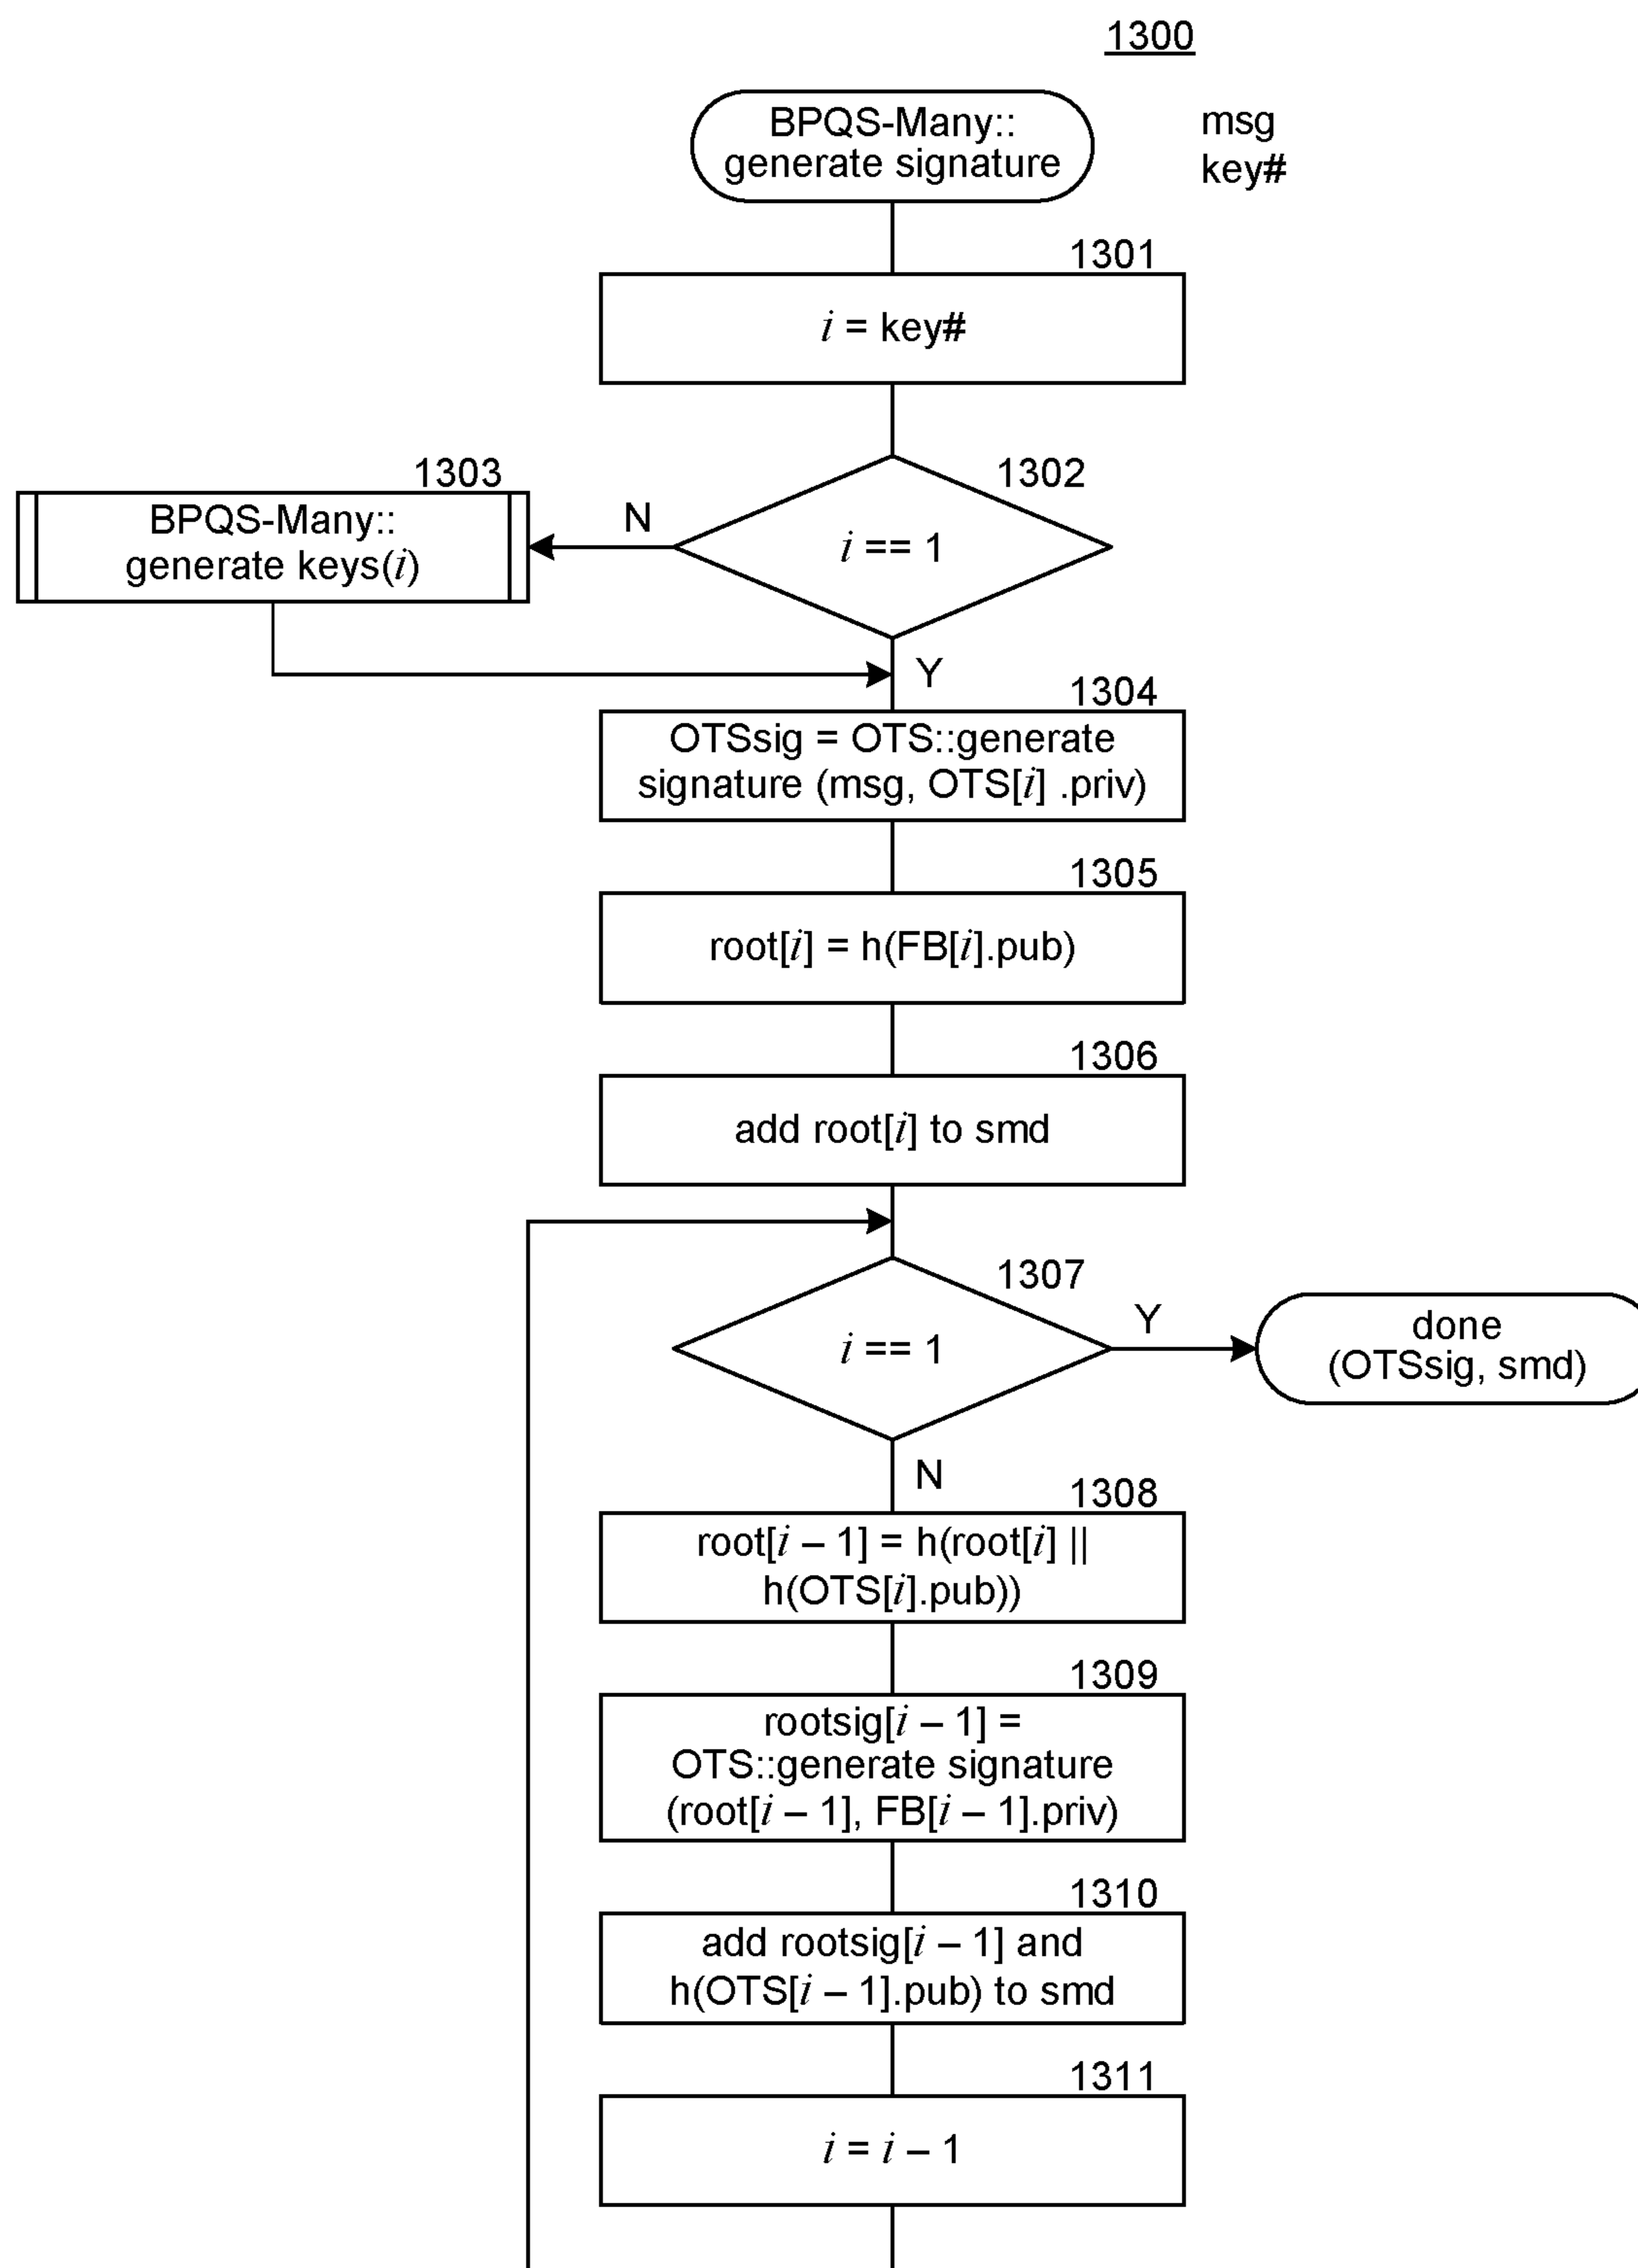 1300
BPQS-Many::
generate signature
msg
key#
1301
i = key#
1302
i == 1
N
1303
BPQS-Many::
generate keys(i)
Y
1304
OTSsig = OTS::generate
signature (msg, OTS[i] .priv)
1305
root[i] = h(FB[i].pub)
1306
add root[i] to smd
1307
i == 1
Y
done
(OTSsig, smd)
N
1308
root[i – 1] = h(root[i] ||
h(OTS[i].pub))
1309
rootsig[i – 1] =
OTS::generate signature
(root[i – 1], FB[i – 1].priv)
1310
add rootsig[i – 1] and
h(OTS[i – 1].pub) to smd
1311
i = i – 1